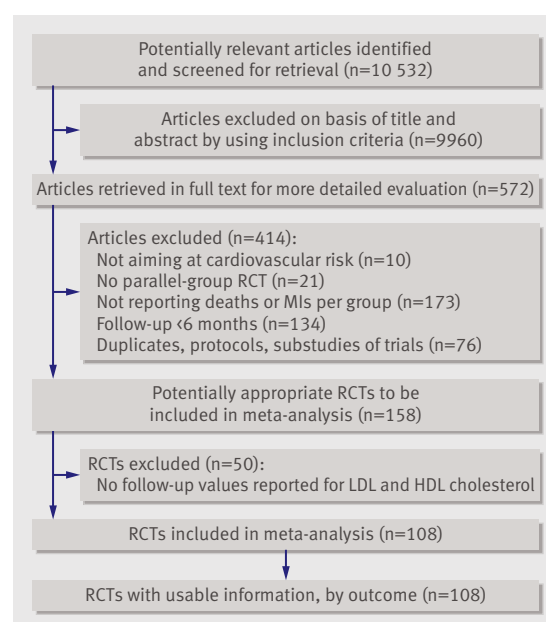 Potentially relevant articles identified
and screened for retrieval (n=10 532)
Articles excluded on basis of title and
abstract by using inclusion criteria (n=9960)
Articles retrieved in full text for more detailed evaluation (n=572)
Articles excluded (n=414):
Not aiming at cardiovascular risk (n=10)
No parallel-group RCT (n=21)
Not reporting deaths or MIs per group (n=173)
Follow-up <6 months (n=134)
Duplicates, protocols, substudies of trials (n=76)
Potentially appropriate RCTs to be
included in meta-analysis (n=158)
RCTs excluded (n=50):
No follow-up values reported for LDL and HDL cholesterol
RCTs included in meta-analysis (n=108)
RCTs with usable information, by outcome (n=108)